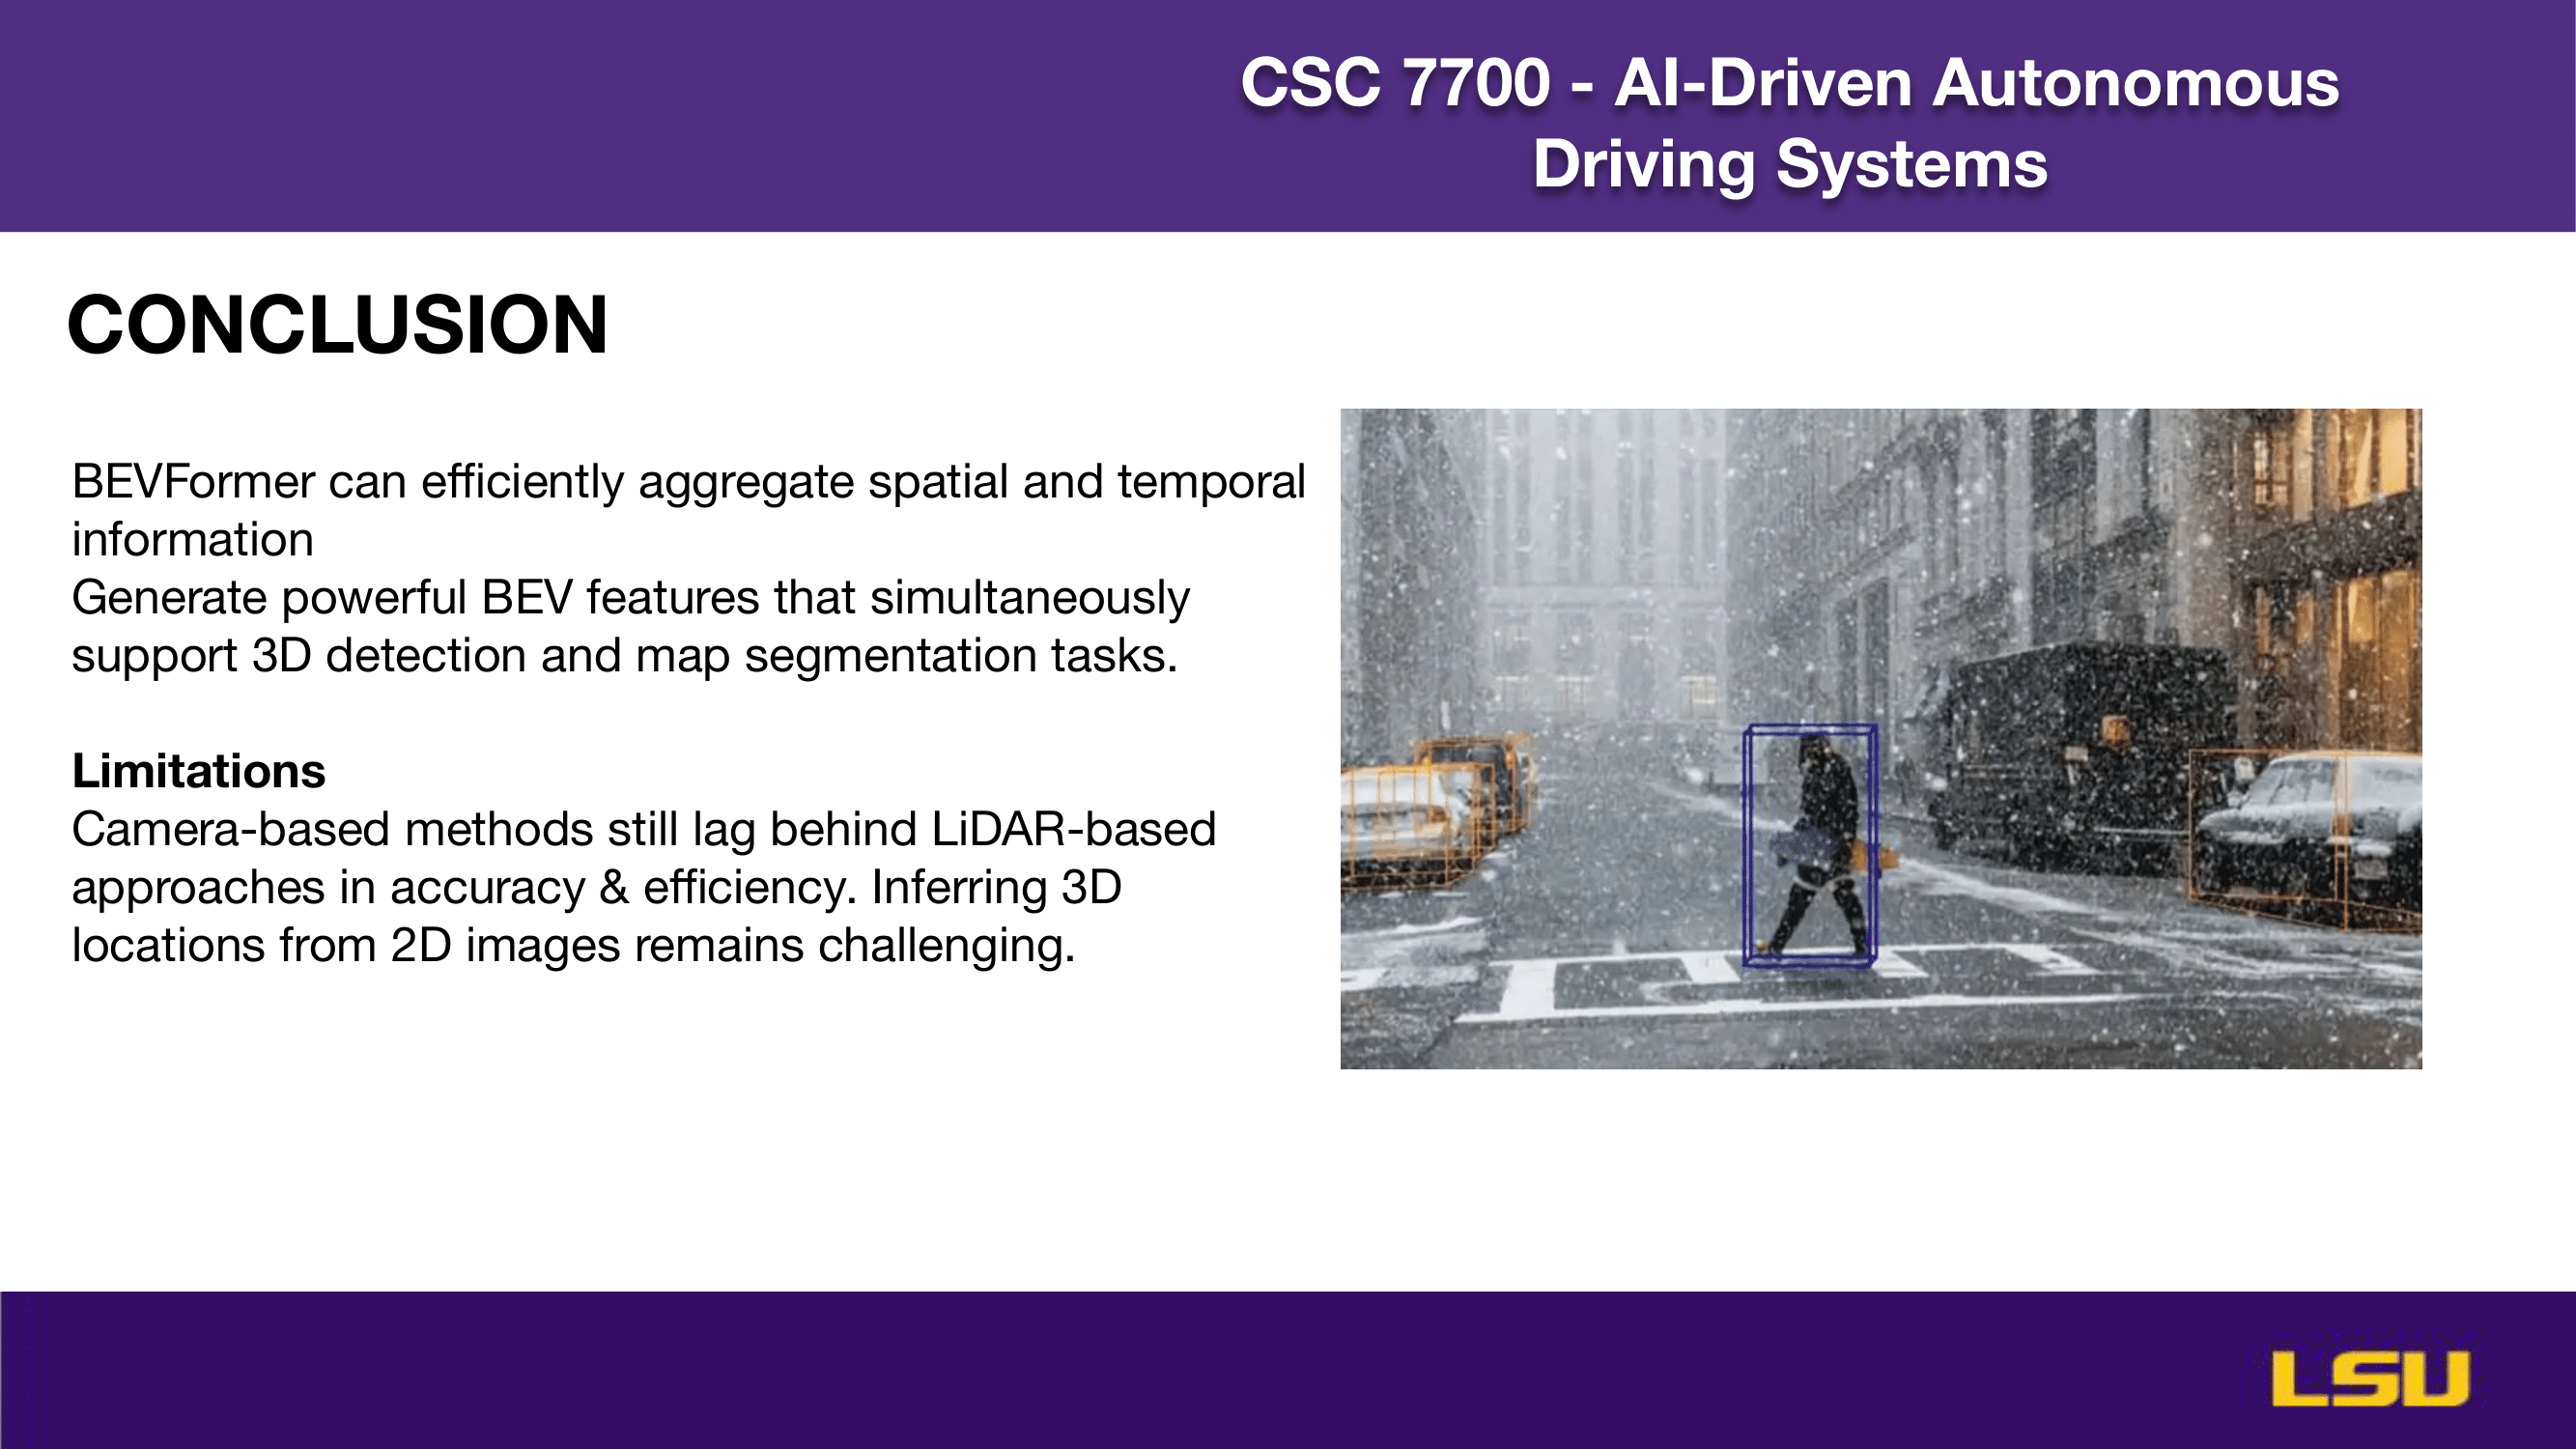 CSC 7700 - AI-Driven Autonomous
Driving Systems
CONCLUSION
BEVFormer can efficiently aggregate spatial and temporal
information
Generate powerful BEV features that simultaneously
support 3D detection and map segmentation tasks.
Limitations
Camera-based methods still lag behind LiDAR-based
approaches in accuracy & efficiency. Inferring 3D
locations from 2D images remains challenging.
LSU